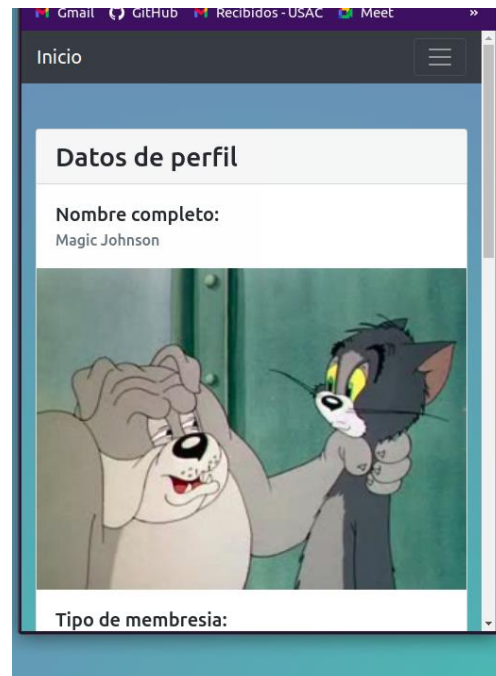 Gmail GitHub Recibidos - USAC Meet »
Inicio
Datos de perfil
Nombre completo:
Magic Johnson
Tipo de membresia: